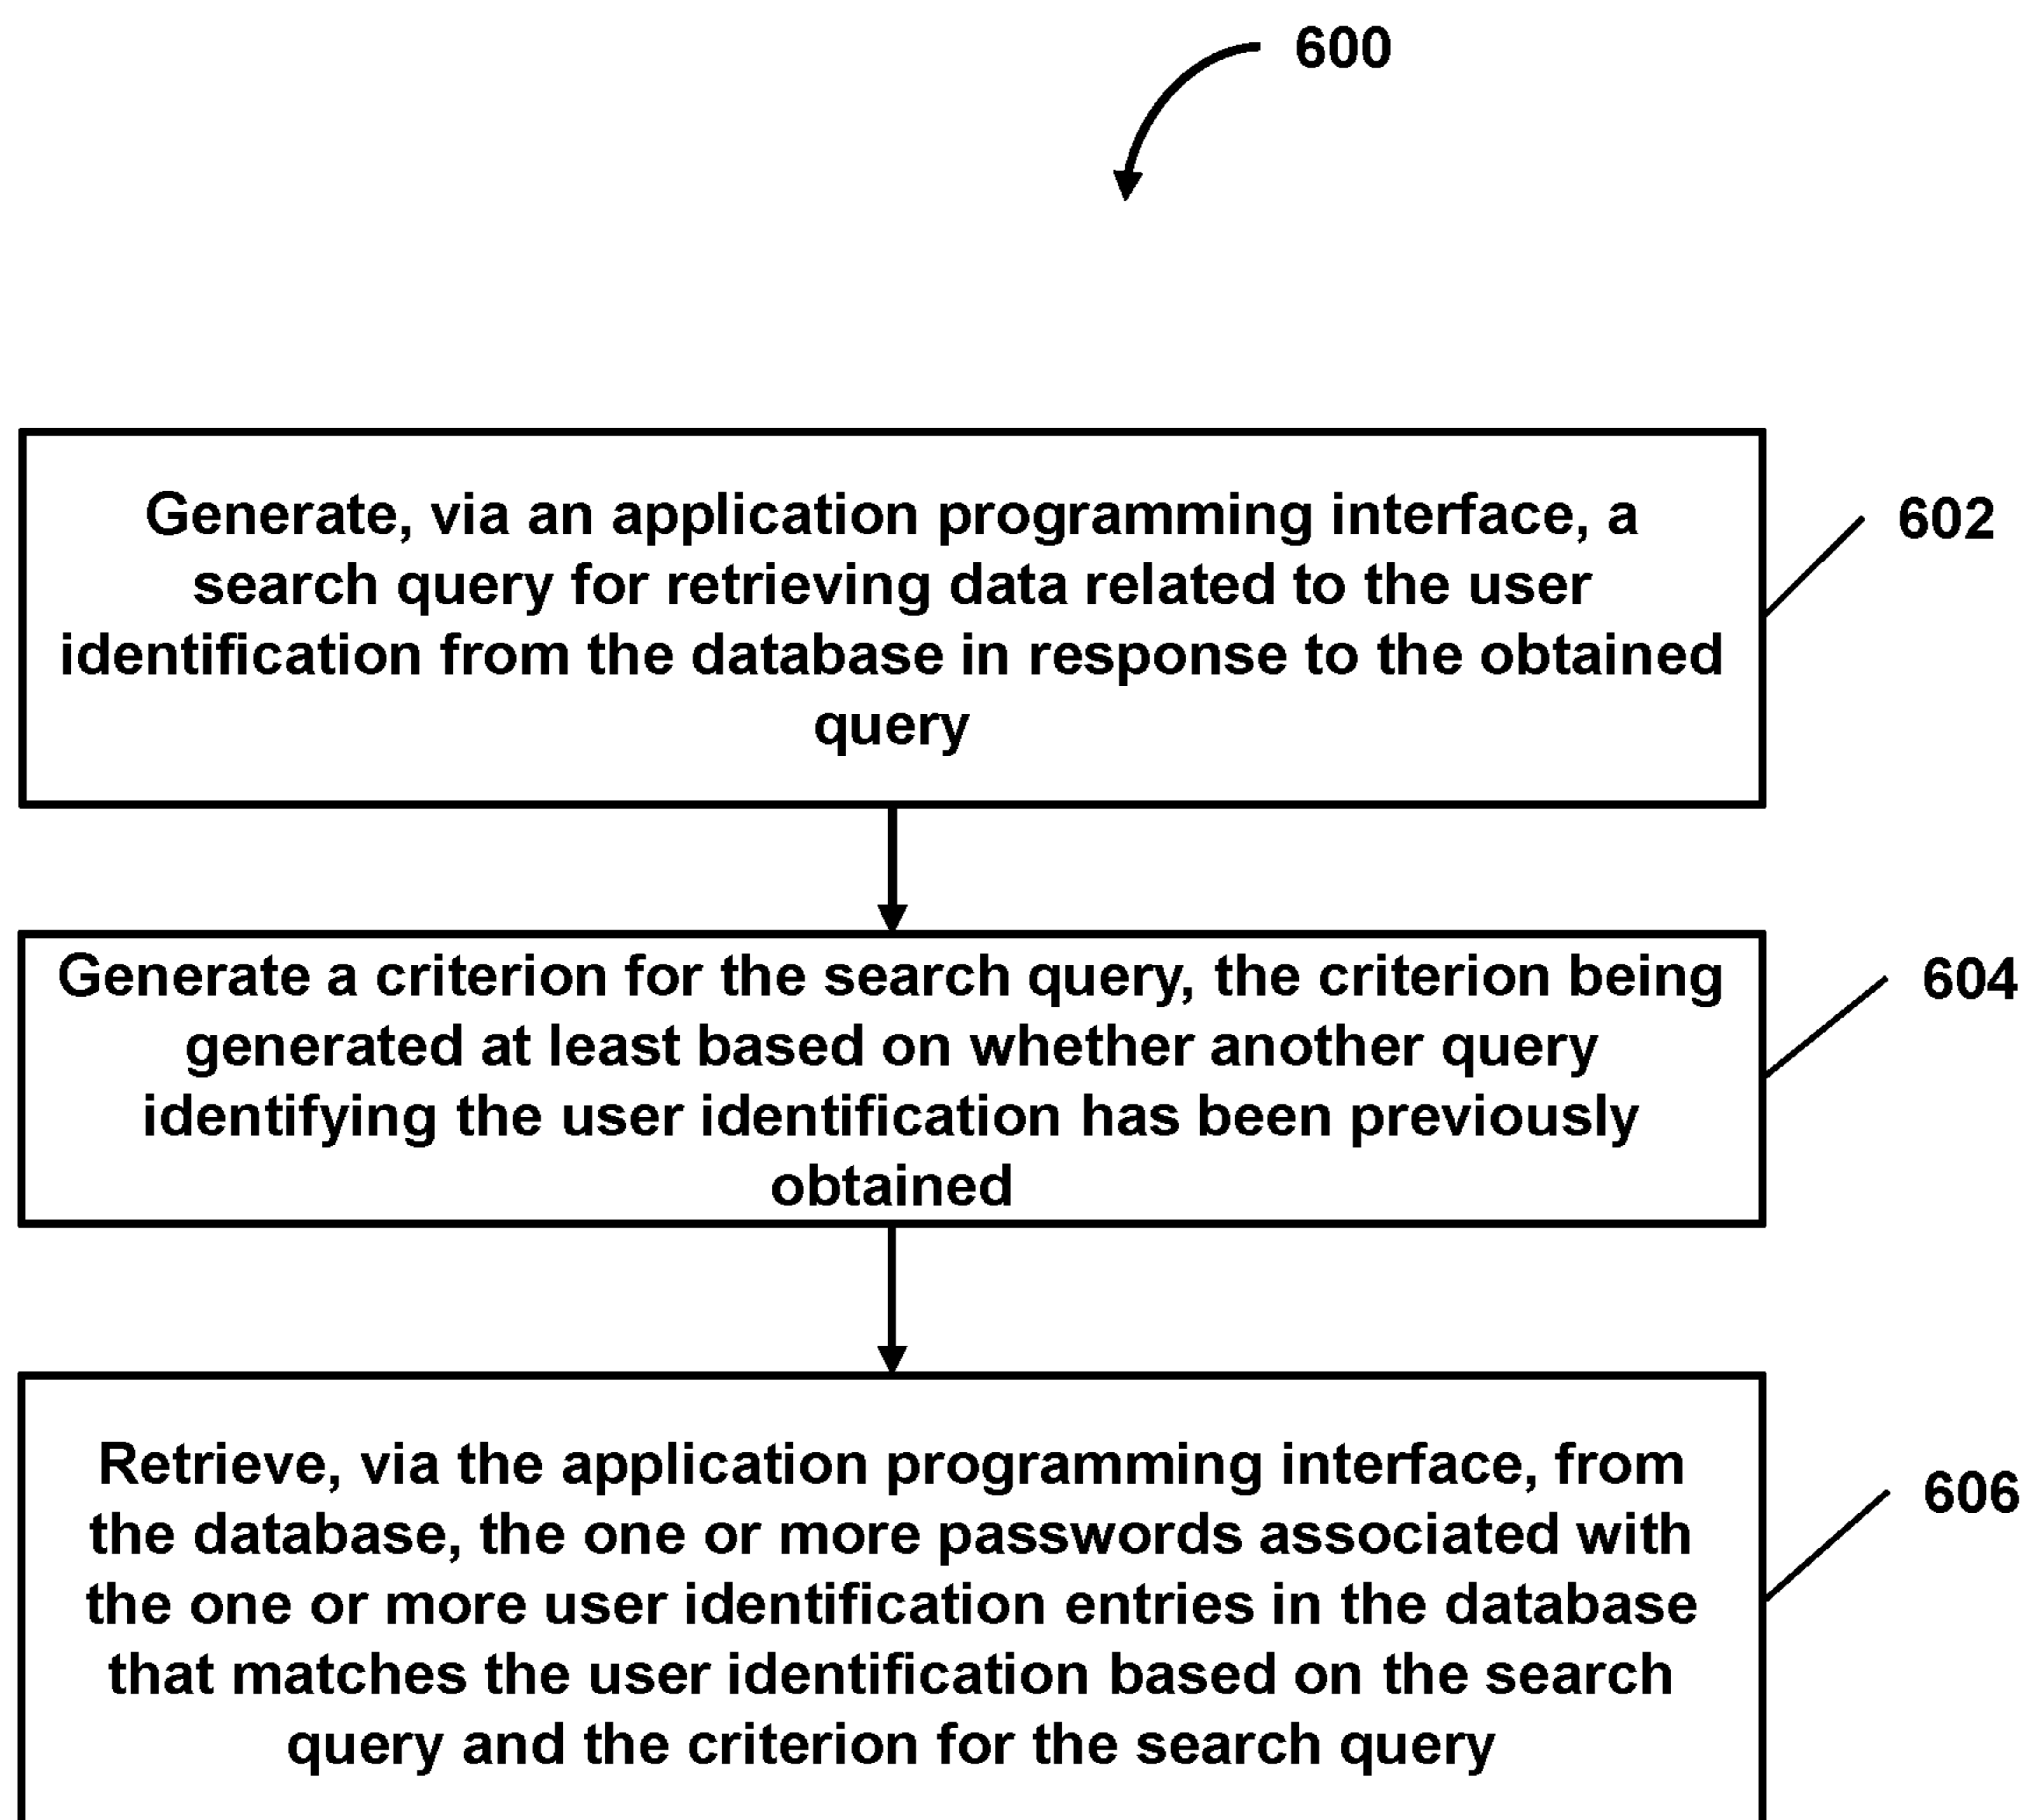 600
Generate, via an application programming interface, a
search query for retrieving data related to the user
identification from the database in response to the obtained
query
602
Generate a criterion for the search query, the criterion being
generated at least based on whether another query
identifying the user identification has been previously
obtained
604
Retrieve, via the application programming interface, from
the database, the one or more passwords associated with
the one or more user identification entries in the database
that matches the user identification based on the search
query and the criterion for the search query
606